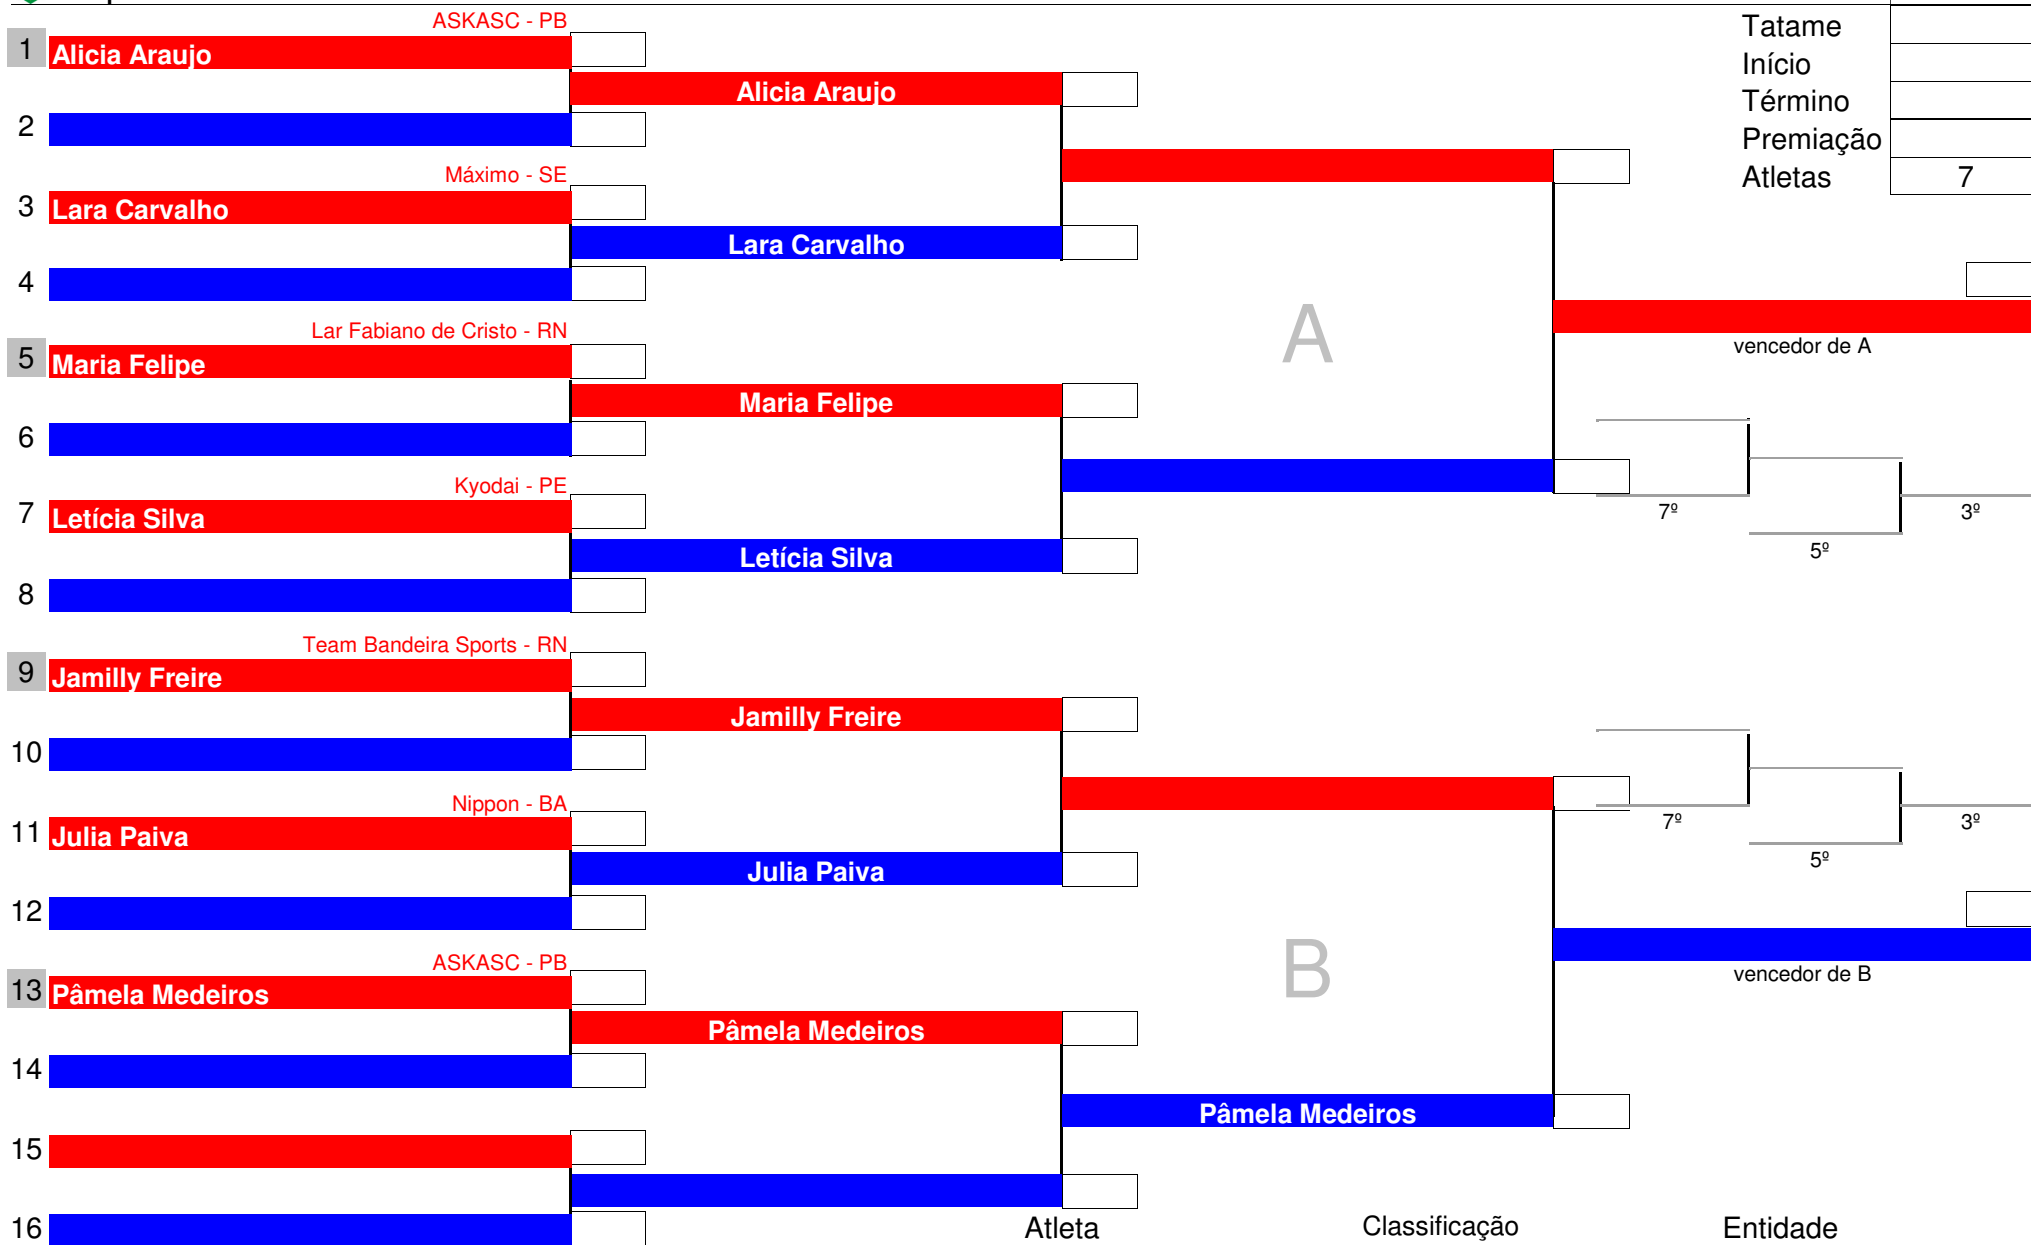 ASKASC - PB
1 Alicia Araujo
Alicia Araujo
2
Máximo - SE
3 Lara Carvalho
Lara Carvalho
4
Lar Fabiano de Cristo - RN
5 Maria Felipe
Maria Felipe
6
Kyodai - PE
7 Letícia Silva
Letícia Silva
8
Team Bandeira Sports - RN
9 Jamilly Freire
Jamilly Freire
10
Nippon - BA
11 Julia Paiva
Julia Paiva
12
ASKASC - PB
13 Pâmela Medeiros
Pâmela Medeiros
14
Pâmela Medeiros
15
16
A
B
Tatame
Início
Término
Premiação
Atletas 7
vencedor de A
7º
3º
5º
7º
3º
5º
vencedor de B
Atleta Classificação Entidade